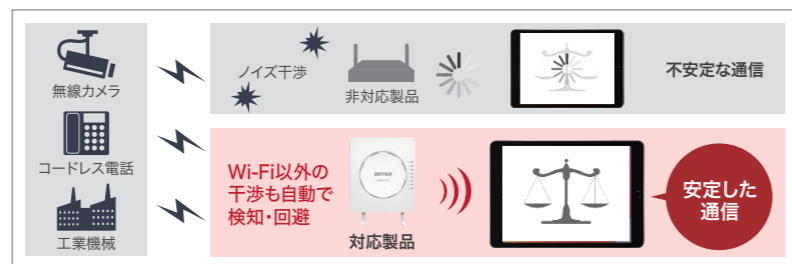 無線カメラ
コードレス電話
工業機械
ノイズ干渉
非対応製品
不安定な通信
Wi-Fi以外の
干渉も自動で
検知・回避
BUFFALO
対応製品
安定した
通信